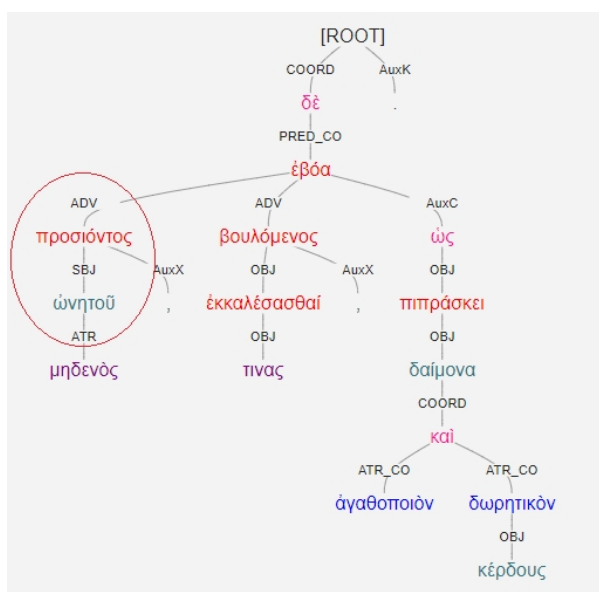 [ROOT]
COORD AuxK
δὲ .
PRED_CO
ἐβόα
ADV ADV AuxC
προσιόντος βουλόμενος ὡς
SBJ AuxX OBJ AuxX OBJ
ὠνητοῦ , ἐκκαλέσασθαί , πιπράσκει
ATR OBJ OBJ
μηδενὸς τινας δαίμονα
COORD
καὶ
ATR_CO ATR_CO
ἀγαθοποιὸν δωρητικὸν
OBJ
κέρδους